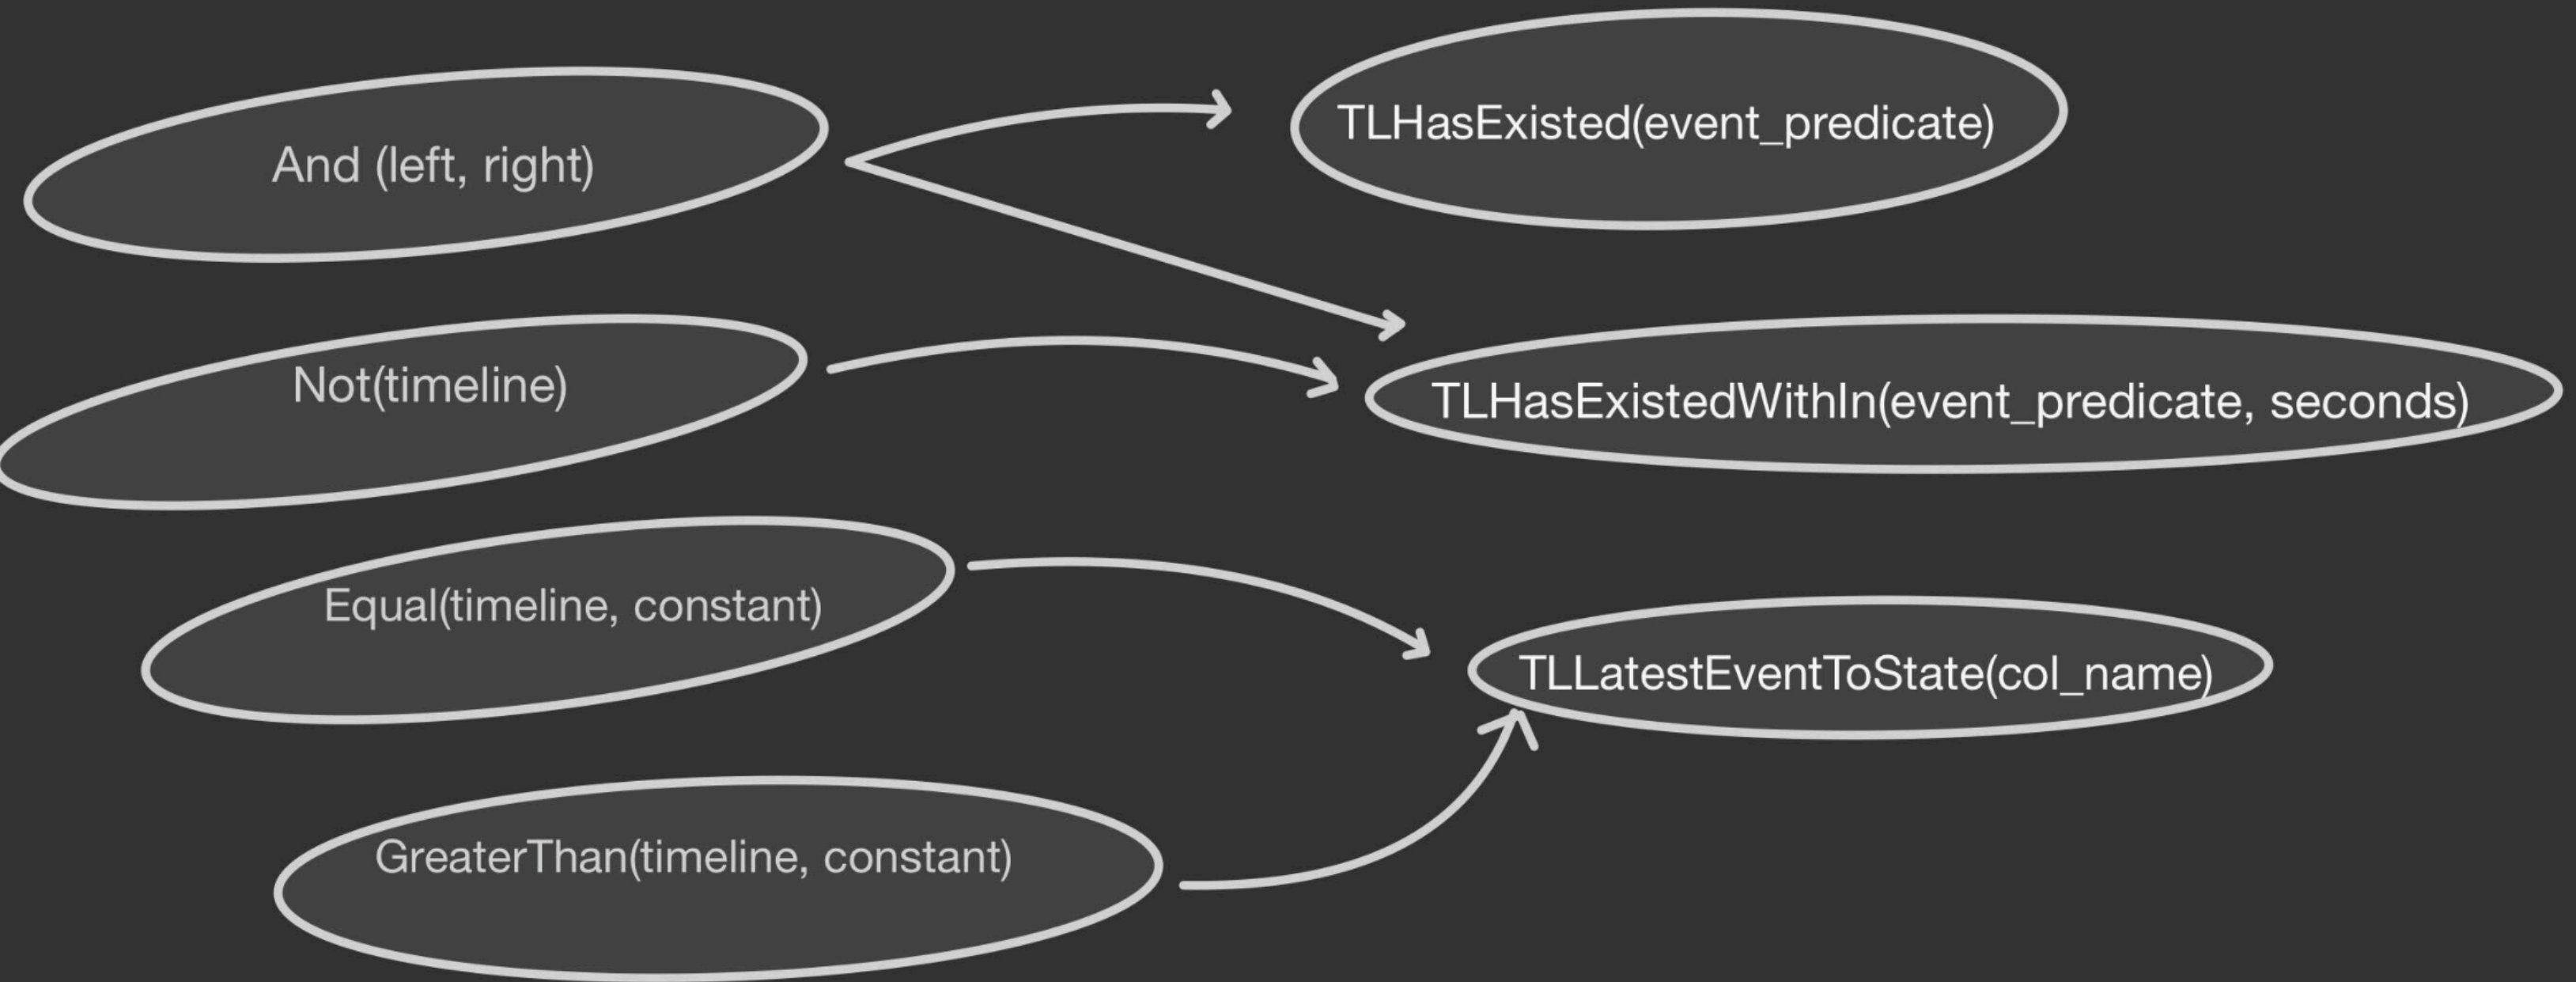 And (left, right)
TLHasExisted(event_predicate)
Not(timeline)
TLHasExistedWithIn(event_predicate, seconds)
Equal(timeline, constant)
TLLatestEventToState(col_name)
GreaterThan(timeline, constant)